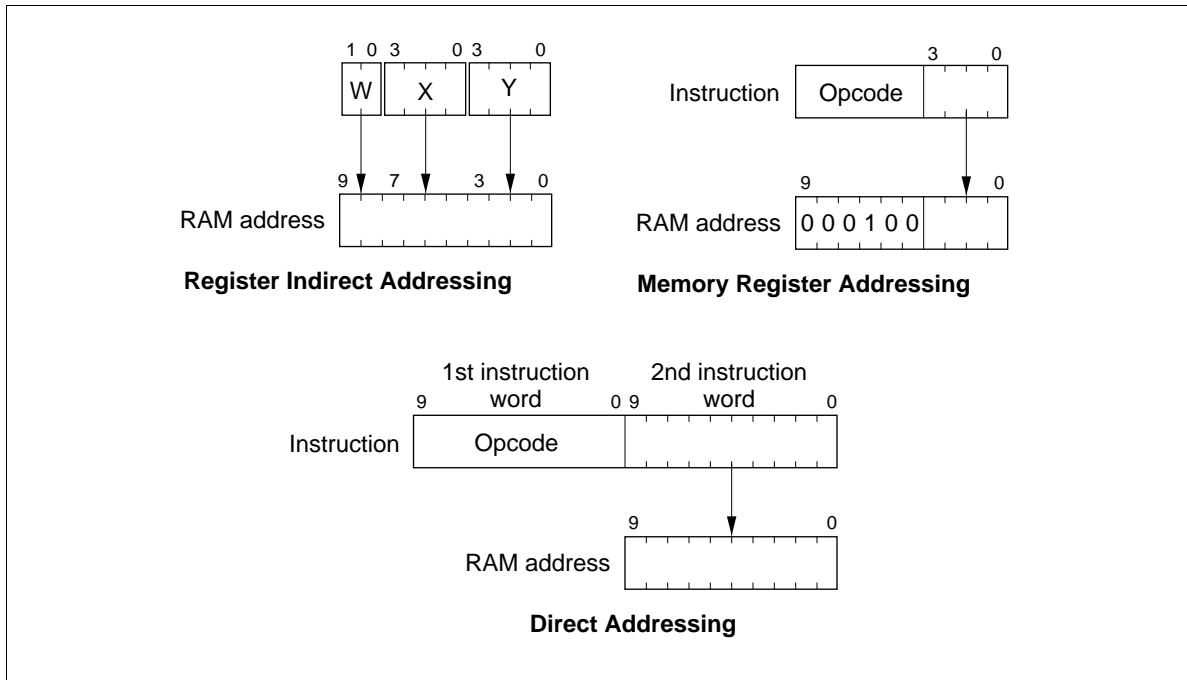 1 0 3 0 3 0
W X Y
9 7 3 0
RAM address
Register Indirect Addressing
3 0
Instruction Opcode
9 0
RAM address 0 0 0 1 0 0
Memory Register Addressing
1st instruction word
2nd instruction word
9 0 9 0
Instruction Opcode
9 0
RAM address
Direct Addressing